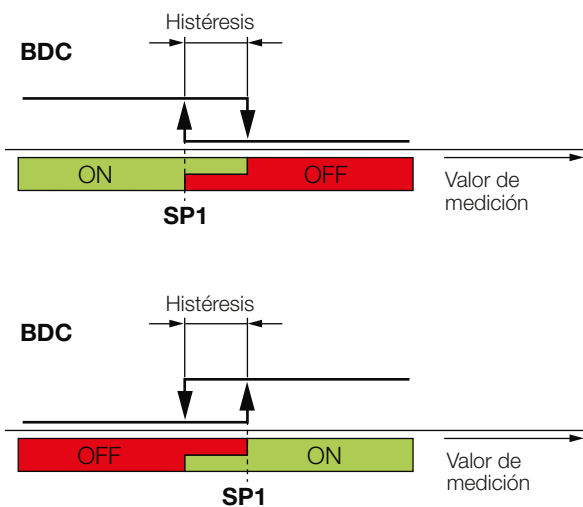 Histéresis
BDC
ON
OFF
Valor de
medición
SP1
Histéresis
BDC
OFF
ON
Valor de
medición
SP1